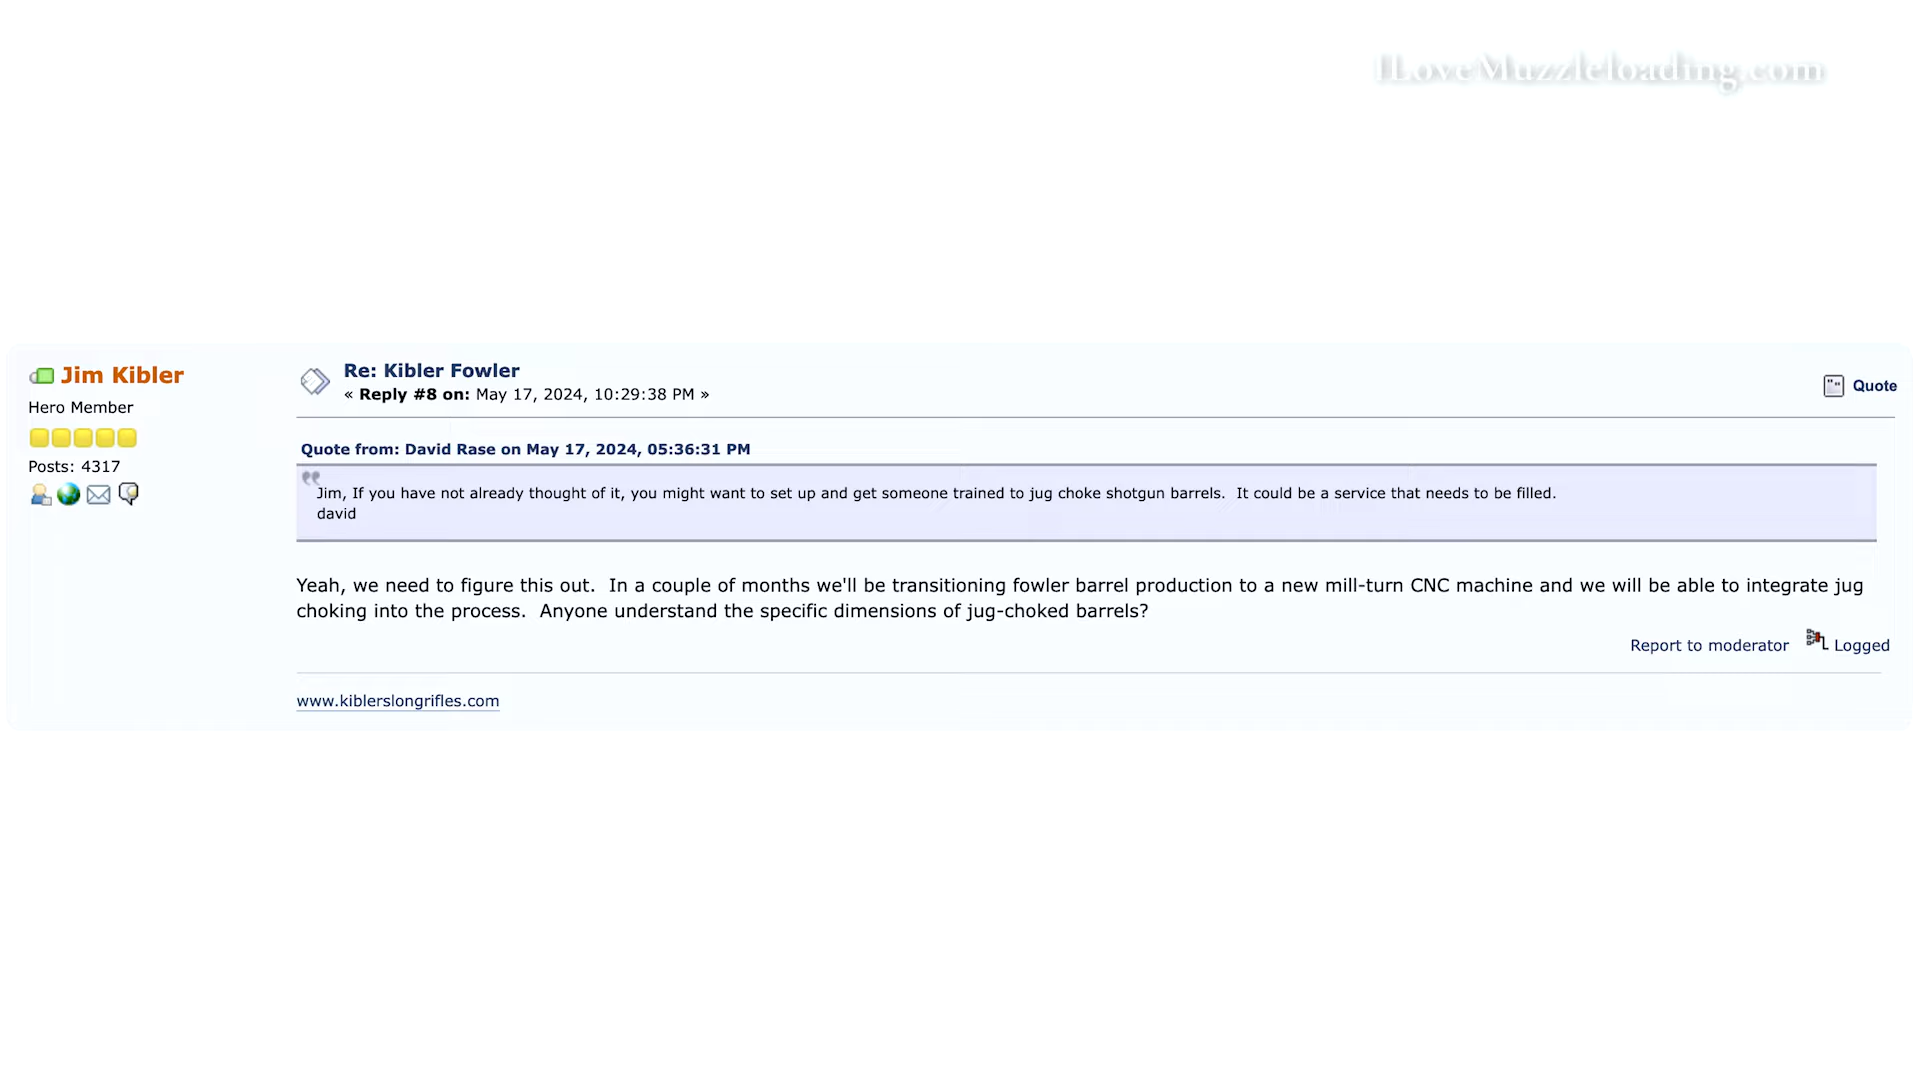 ILoveMuzzleloading.com
Jim Kibler
Hero Member
Posts: 4317
Re: Kibler Fowler
« Reply #8 on: May 17, 2024, 10:29:38 PM »
Quote
Quote from: David Rase on May 17, 2024, 05:36:31 PM
Jim, If you have not already thought of it, you might want to set up and get someone trained to jug choke shotgun barrels.  It could be a service that needs to be filled.
david
Yeah, we need to figure this out.  In a couple of months we'll be transitioning fowler barrel production to a new mill-turn CNC machine and we will be able to integrate jug
choking into the process.  Anyone understand the specific dimensions of jug-choked barrels?
Report to moderator Logged
www.kiblerslongrifles.com